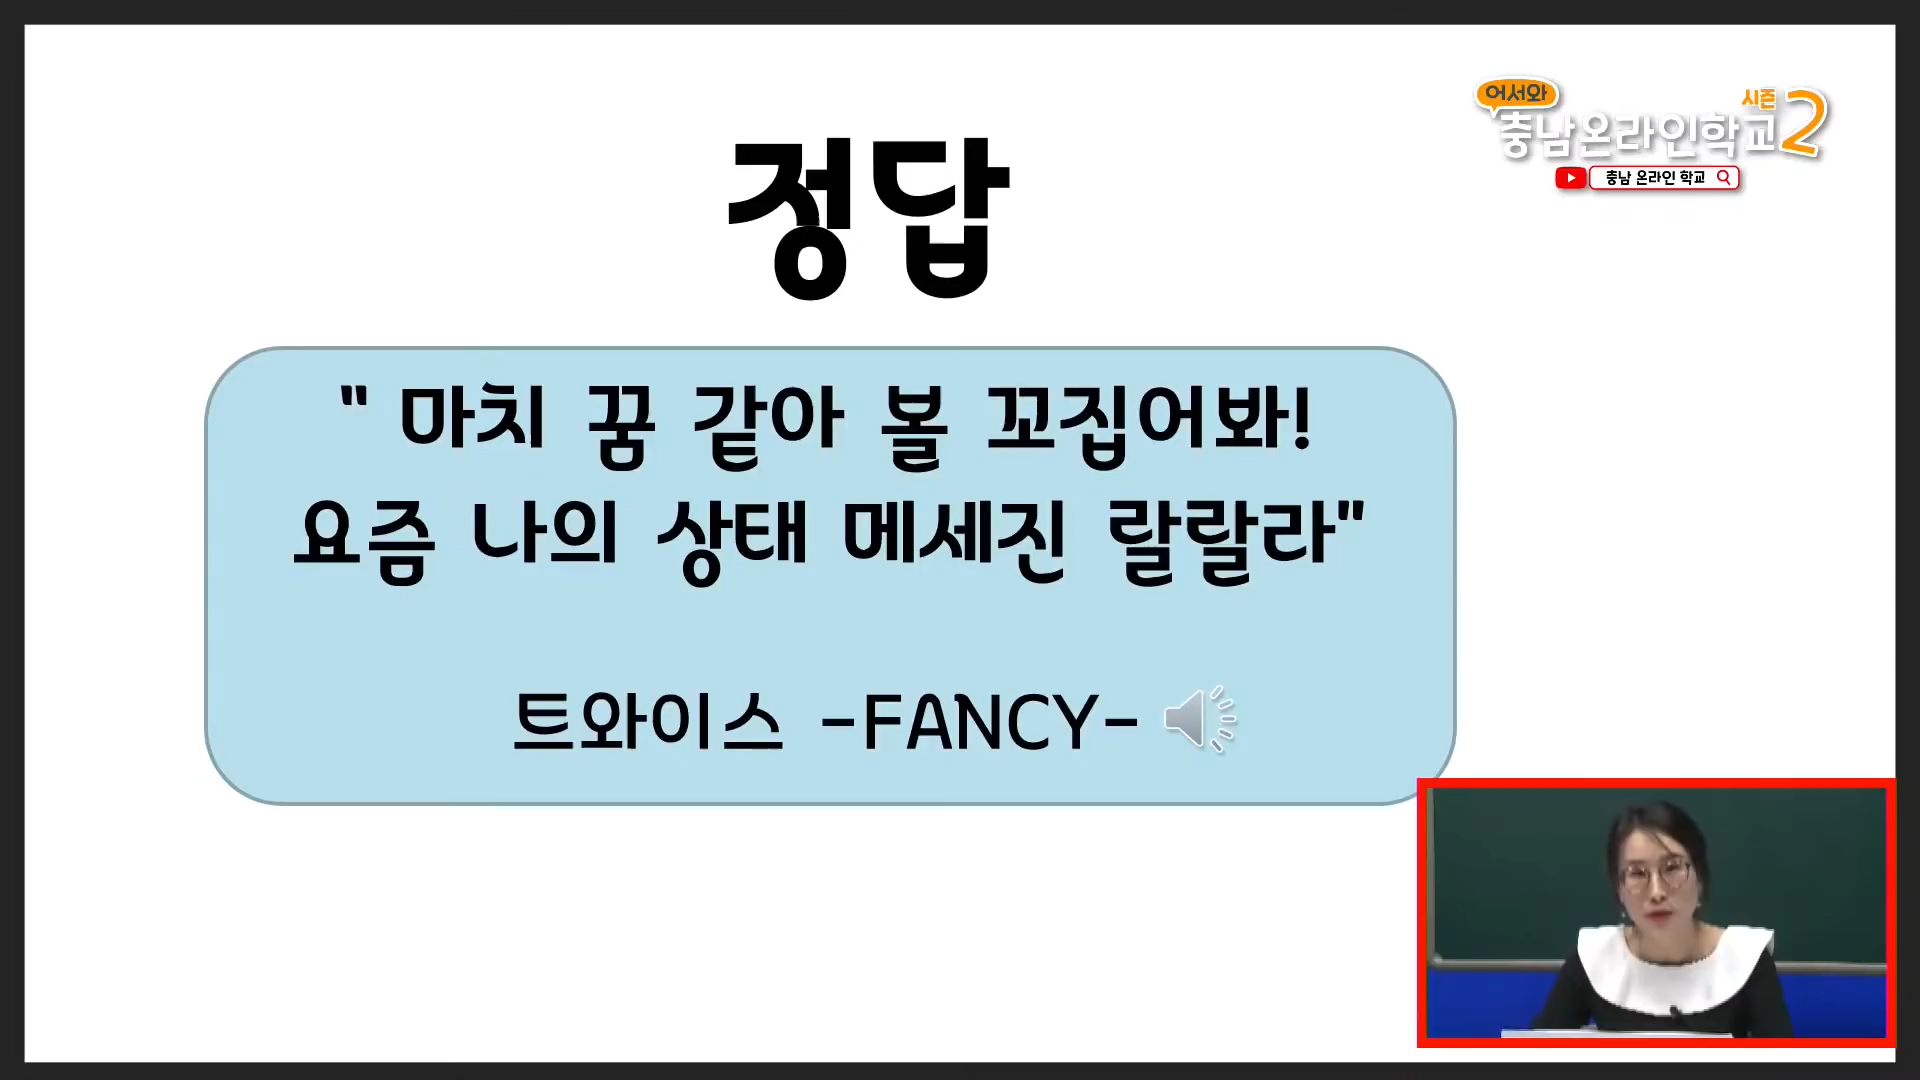 어서와
시즌
충남온라인학교2
충남 온라인 학교
정답
" 마치 꿈 같아 볼 꼬집어봐!
요즘 나의 상태 메세진 랄랄라"
트와이스 -FANCY-